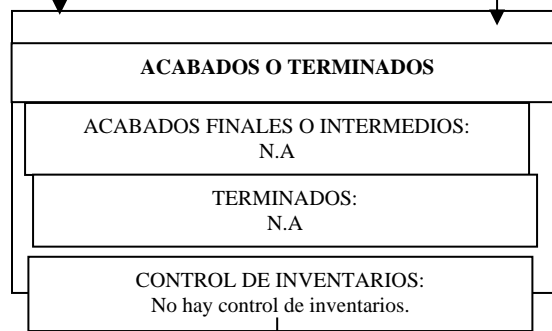 ACABADOS O TERMINADOS
ACABADOS FINALES O INTERMEDIOS:
N.A
TERMINADOS:
N.A
CONTROL DE INVENTARIOS:
No hay control de inventarios.